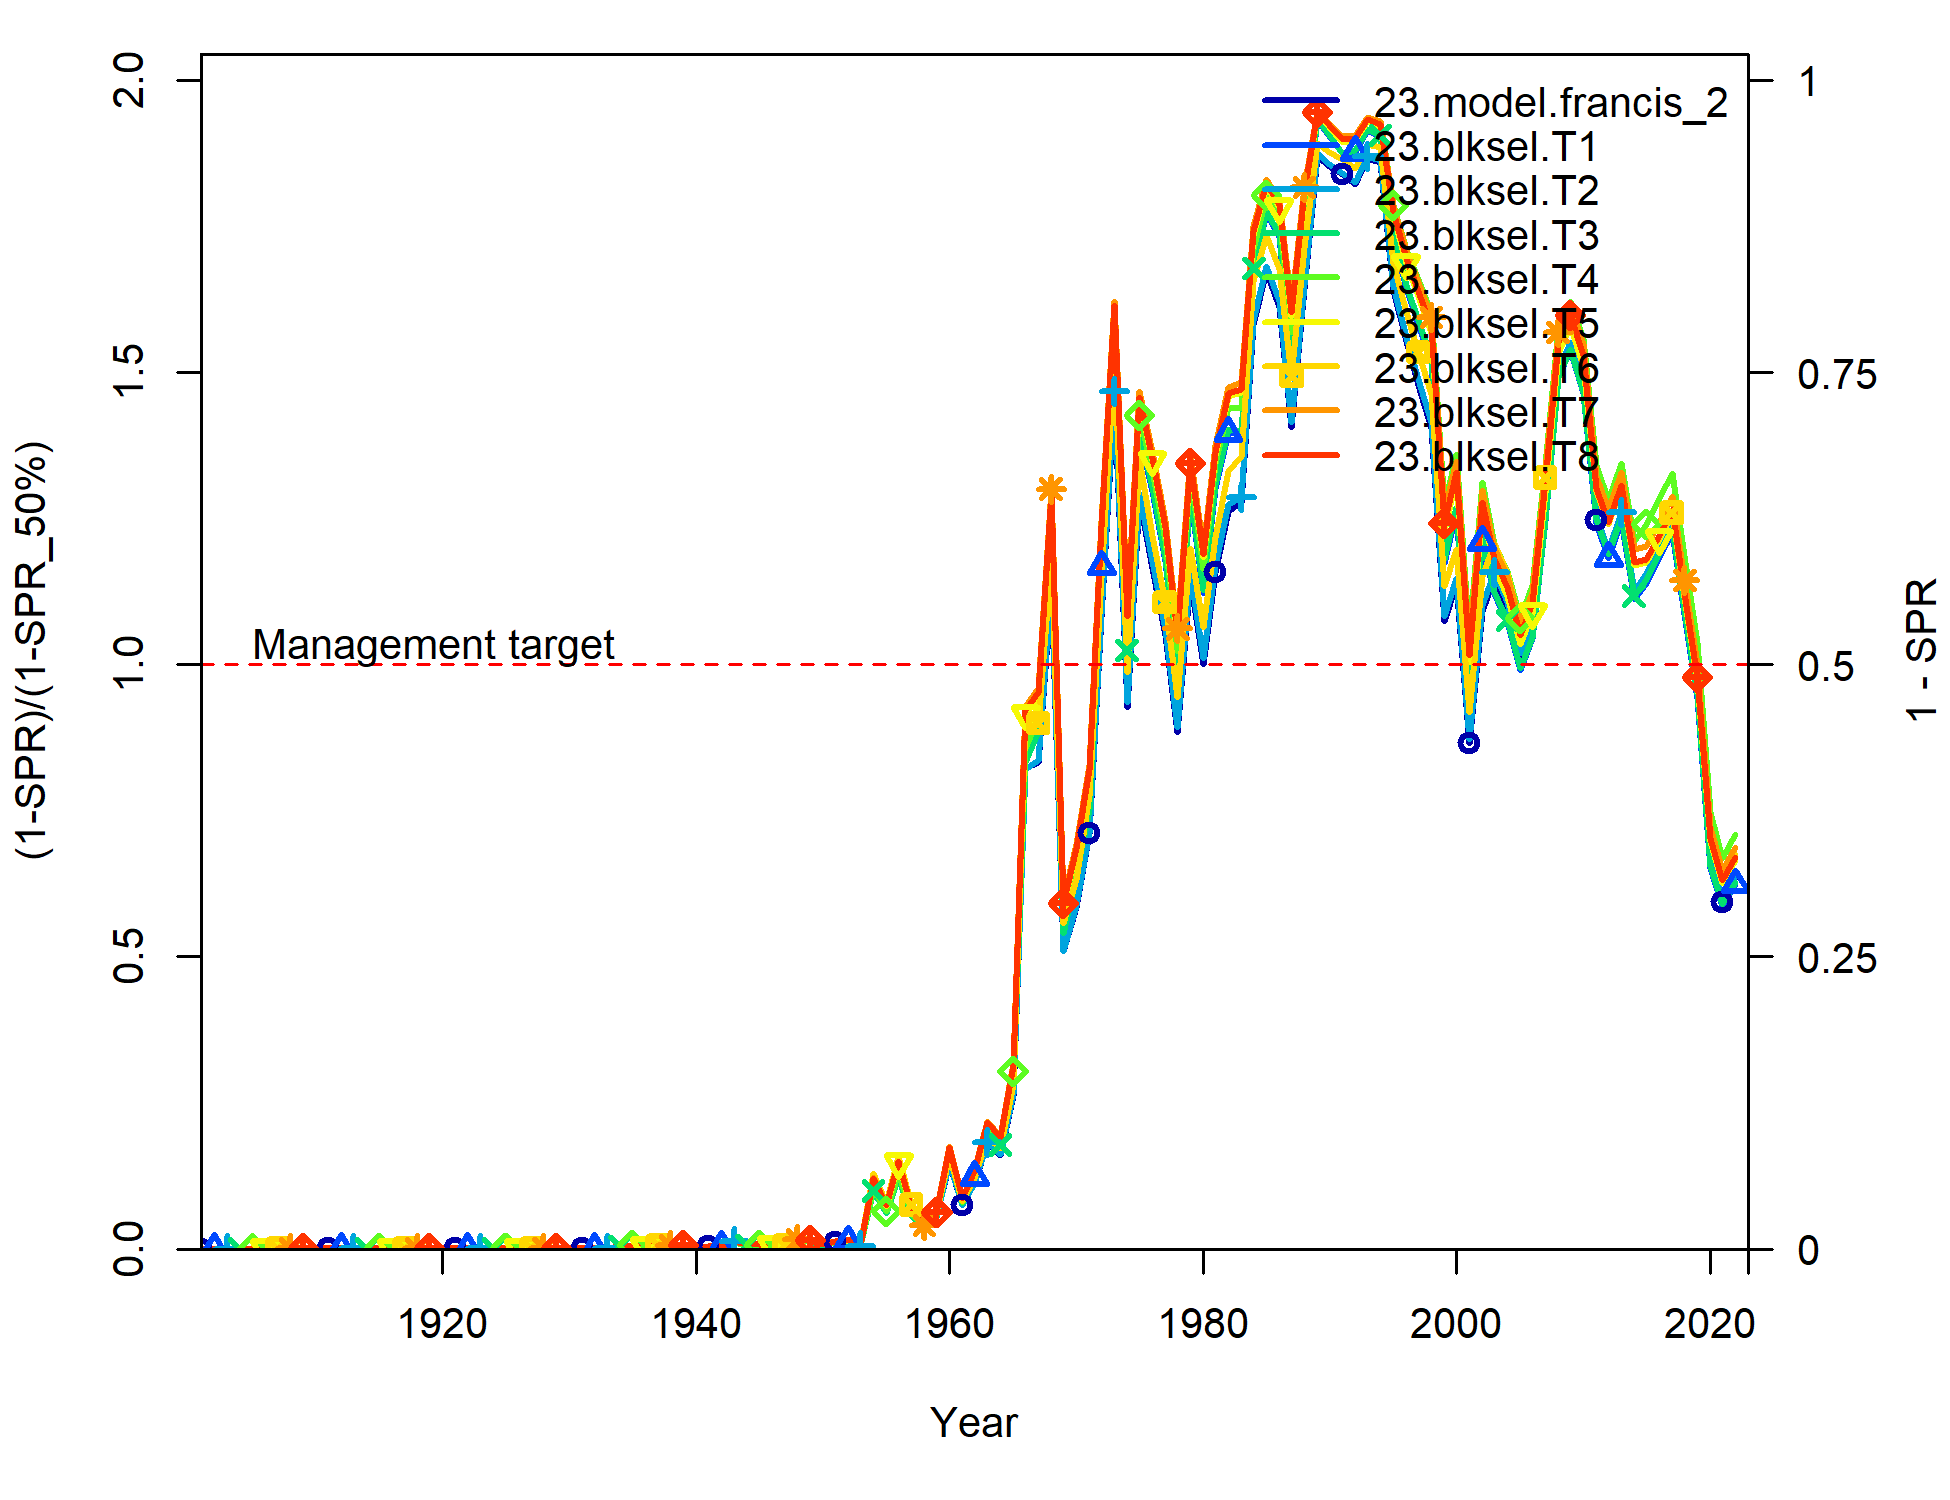 2.0
1.5
1.0
0.5
0.0
(1-SPR)/(1-SPR_50%)
Management target
23.model.francis_2
23.blksel.T1
23.blksel.T2
23.blksel.T3
23.blksel.T4
23.blksel.T5
23.blksel.T6
23.blksel.T7
23.blksel.T8
1
0.75
0.5
0.25
0
1 - SPR
1920
1940
1960
1980
2000
2020
Year